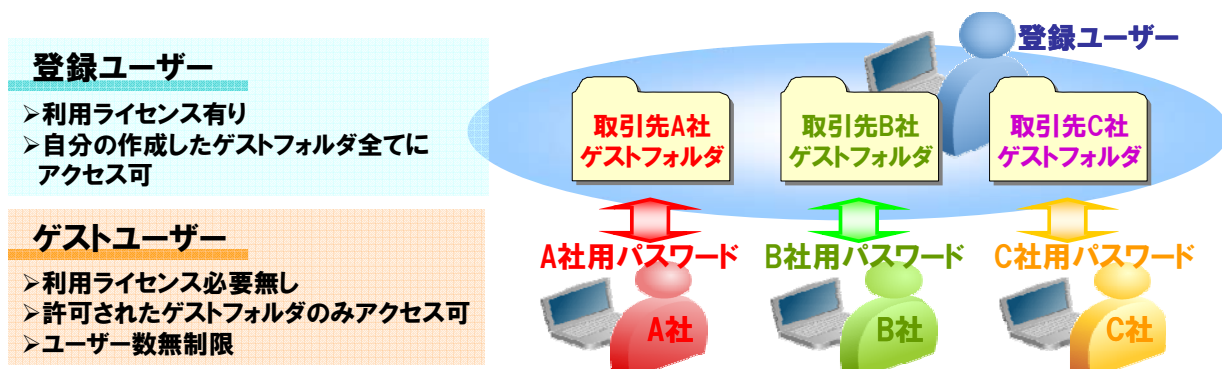 登録ユーザー
➢利用ライセンス有り
➢自分の作成したゲストフォルダ全てに
アクセス可
ゲストユーザー
➢利用ライセンス必要無し
➢許可されたゲストフォルダのみアクセス可
➢ユーザー数無制限
登録ユーザー
取引先A社
ゲストフォルダ
取引先B社
ゲストフォルダ
取引先C社
ゲストフォルダ
A社用パスワード
B社用パスワード
C社用パスワード
A社
B社
C社